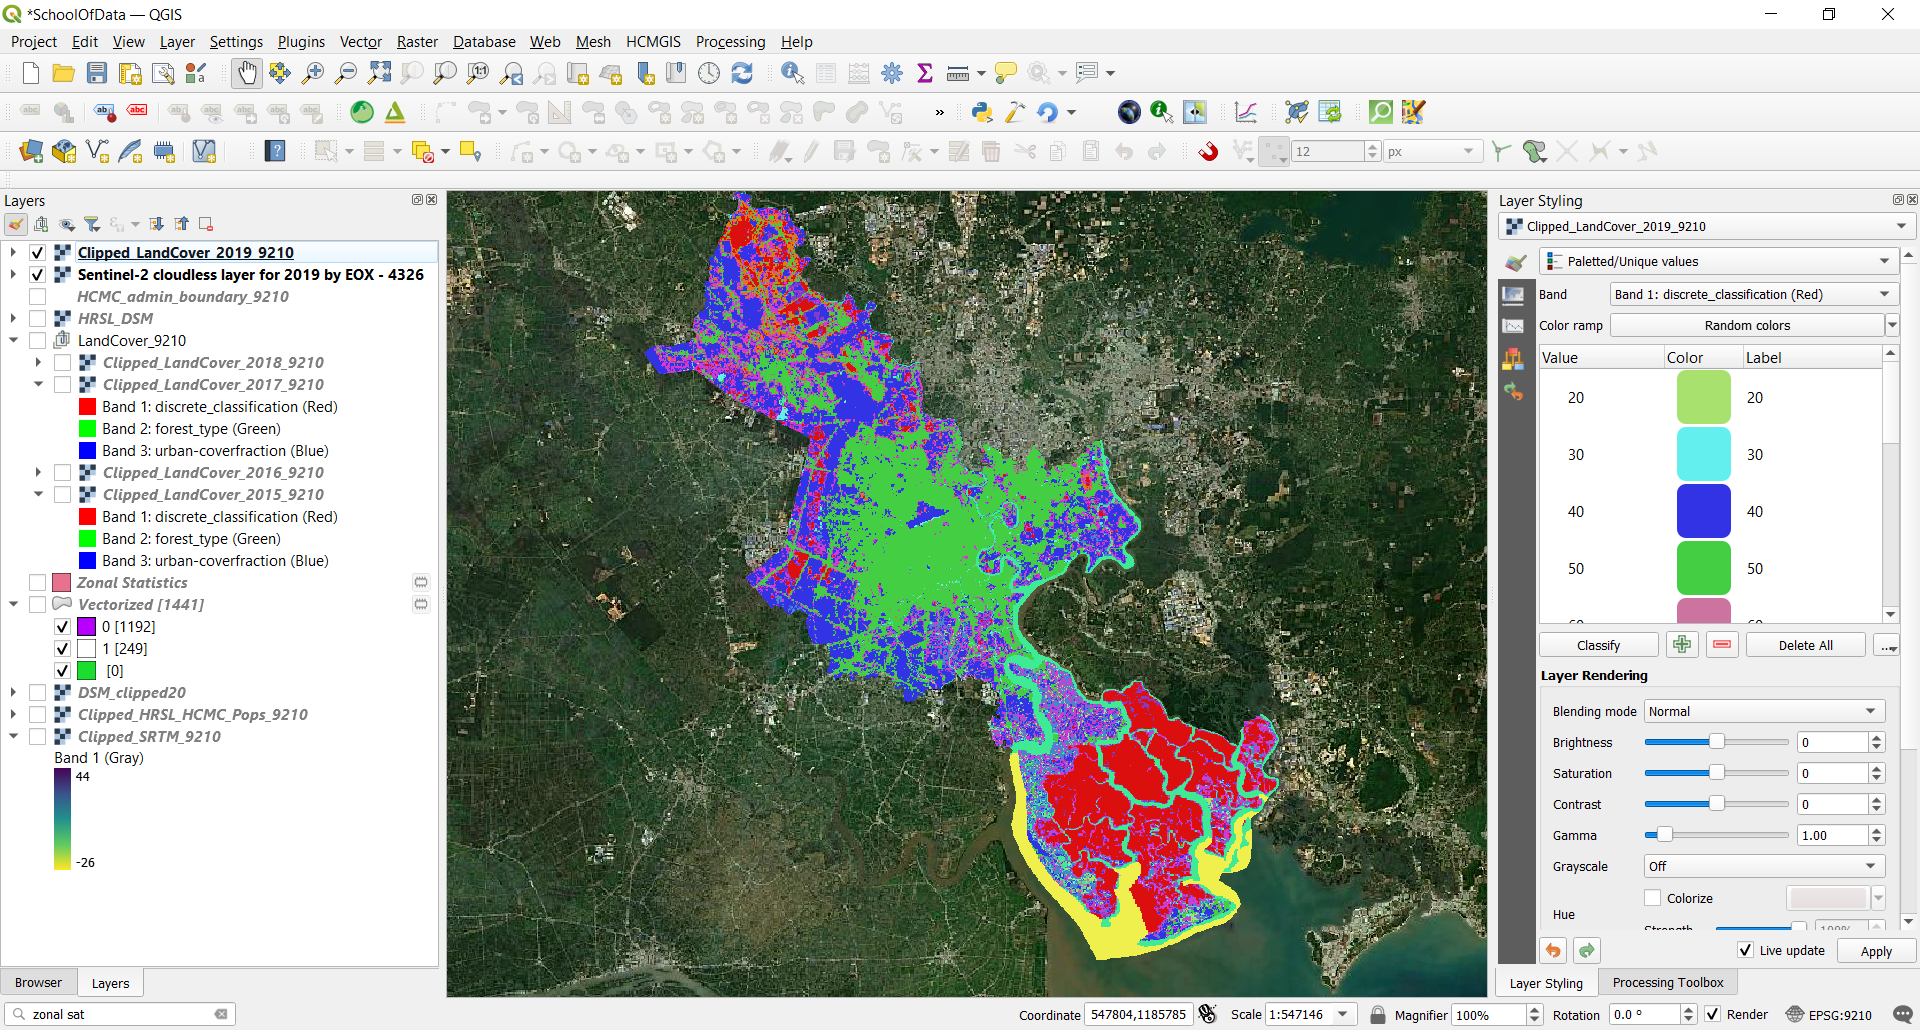 *SchoolOfData — QGIS
Project Edit View Layer Settings Plugins Vector Raster Database Web Mesh HCMGIS Processing Help
12 px
Layers
Clipped_LandCover_2019_9210
Sentinel-2 cloudless layer for 2019 by EOX - 4326
HCMC_admin_boundary_9210
HRSL_DSM
LandCover_9210
Clipped_LandCover_2018_9210
Clipped_LandCover_2017_9210
Band 1: discrete_classification (Red)
Band 2: forest_type (Green)
Band 3: urban-coverfraction (Blue)
Clipped_LandCover_2016_9210
Clipped_LandCover_2015_9210
Band 1: discrete_classification (Red)
Band 2: forest_type (Green)
Band 3: urban-coverfraction (Blue)
Zonal Statistics
Vectorized [1441]
0 [1192]
1 [249]
[0]
DSM_clipped20
Clipped_HRSL_HCMC_Pops_9210
Clipped_SRTM_9210
Band 1 (Gray)
44
-26
Browser Layers
Layer Styling
Clipped_LandCover_2019_9210
Paletted/Unique values
Band Band 1: discrete_classification (Red)
Color ramp Random colors
Value Color Label
20 20
30 30
40 40
50 50
60 60
Classify Delete All ...
Layer Rendering
Blending mode Normal
Brightness 0
Saturation 0
Contrast 0
Gamma 1.00
Grayscale Off
Colorize
Hue
Strength 100%
Live update Apply
Layer Styling Processing Toolbox
zonal sat
Coordinate 547804,1185785 Scale 1:547146 Magnifier 100% Rotation 0.0 ° Render EPSG:9210